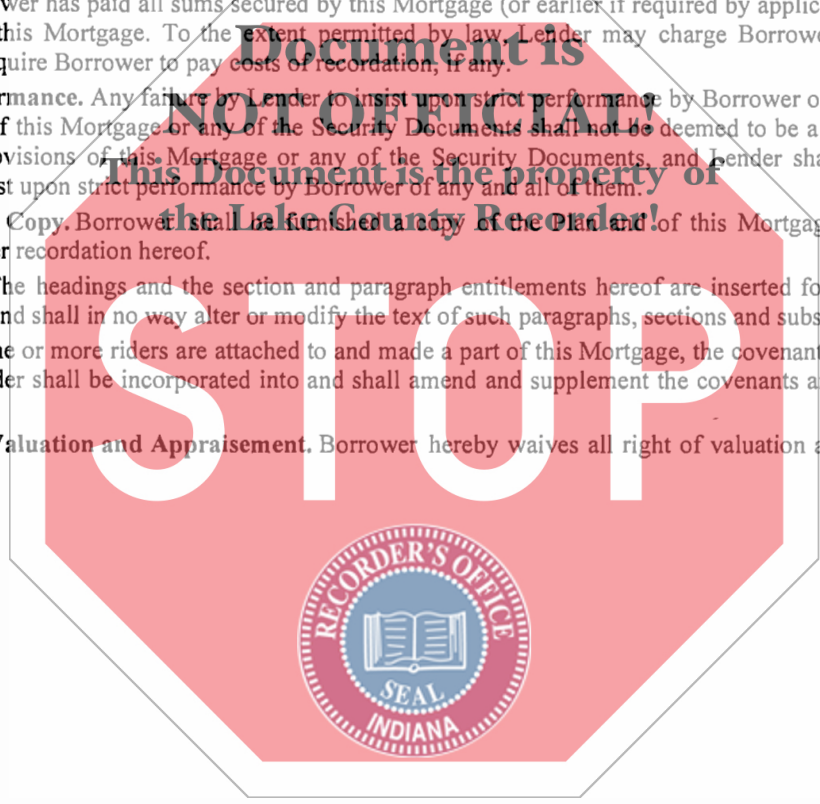 wer has paid all sums secured by this Mortgage (or earlier if required by applic
this Mortgage. To the extent permitted by law, Lender may charge Borrowe
quire Borrower to pay costs of recordation, if any.
Document is
rmance. Any failure by Lender to insist upon strict performance by Borrower o
NOT OFFICIAL!
f this Mortgage or any of the Security Documents shall not be deemed to be a
ovisions of this Mortgage or any of the Security Documents, and Lender sha
This Document is the property of
st upon strict performance by Borrower of any and all of them.
the Lake County Recorder!
Copy. Borrower shall be furnished a copy of the Plan and of this Mortgag
er recordation hereof.
The headings and the section and paragraph entitlements hereof are inserted fo
nd shall in no way alter or modify the text of such paragraphs, sections and subs
ne or more riders are attached to and made a part of this Mortgage, the covenant
der shall be incorporated into and shall amend and supplement the covenants a
STOP
Valuation and Appraisement. Borrower hereby waives all right of valuation a
RECORDER'S OFFICE
SEAL
INDIANA